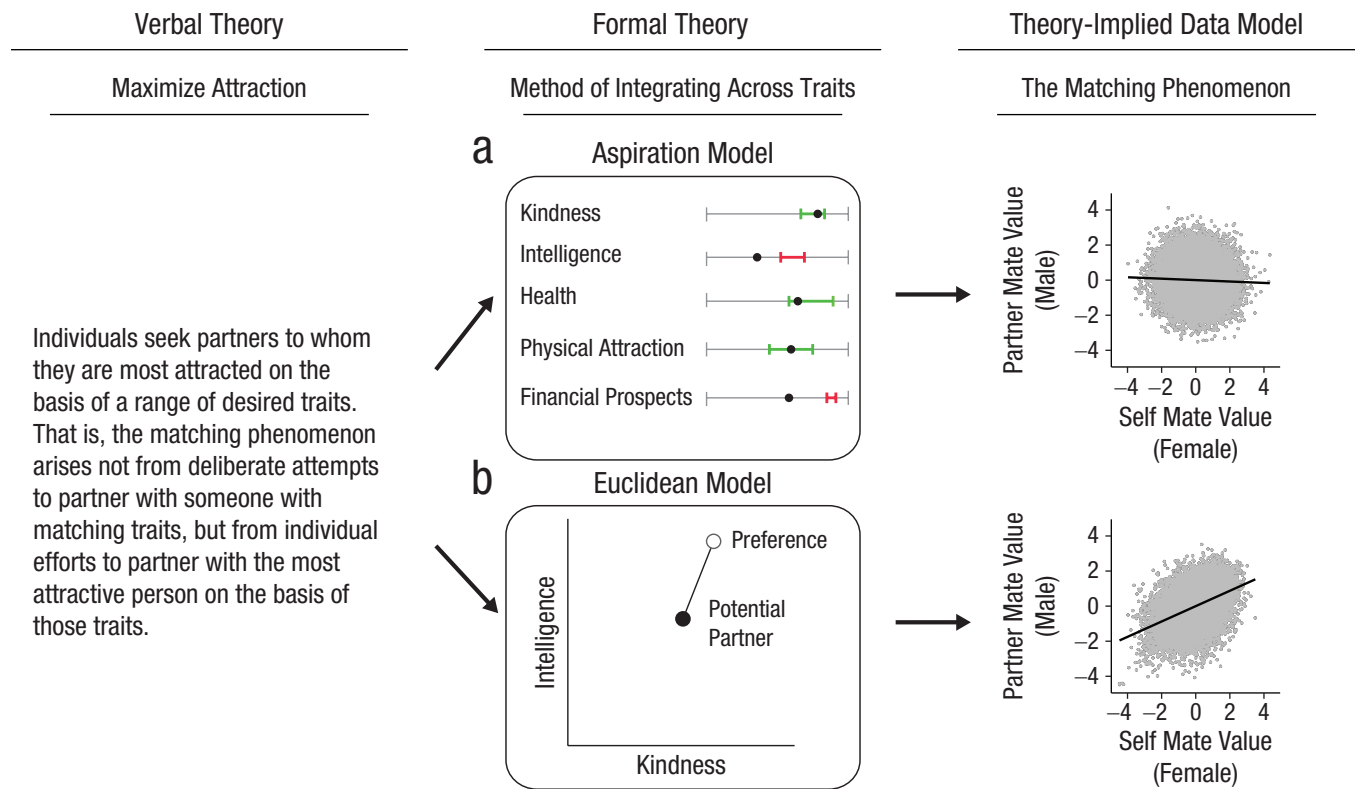 Verbal Theory
Formal Theory
Theory-Implied Data Model
Maximize Attraction
Method of Integrating Across Traits
The Matching Phenomenon
Individuals seek partners to whom
they are most attracted on the
basis of a range of desired traits.
That is, the matching phenomenon
arises not from deliberate attempts
to partner with someone with
matching traits, but from individual
efforts to partner with the most
attractive person on the basis of
those traits.
a
Aspiration Model
Kindness
Intelligence
Health
Physical Attraction
Financial Prospects
Partner Mate Value
(Male)
4
2
0
−2
−4
−4 −2 0 2 4
Self Mate Value
(Female)
b
Euclidean Model
Intelligence
Preference
Potential
Partner
Kindness
Partner Mate Value
(Male)
4
2
0
−2
−4
−4 −2 0 2 4
Self Mate Value
(Female)